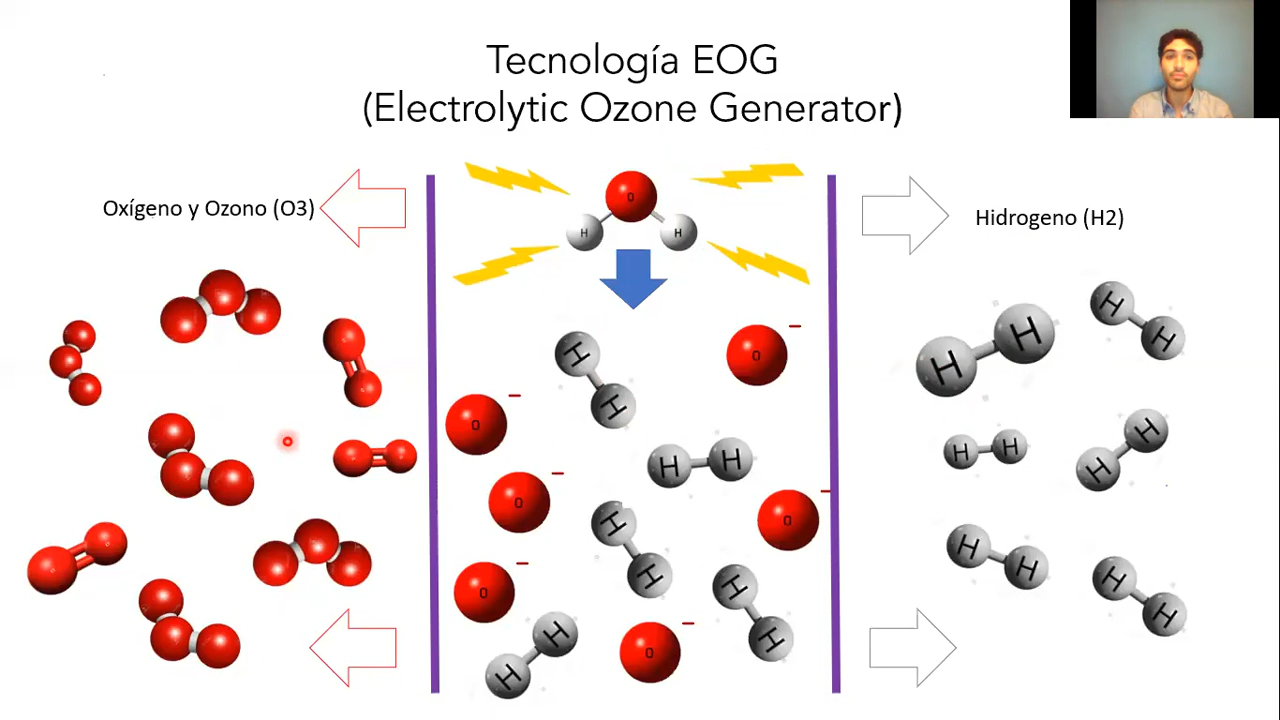 Tecnología EOG
(Electrolytic Ozone Generator)
Oxígeno y Ozono (O3)
Hidrogeno (H2)
O
H H
H
H
O
O
H H
O
O
H
H
H
H
O
H
H
O
H H
H
H
H H
H
H
H
H
H
H